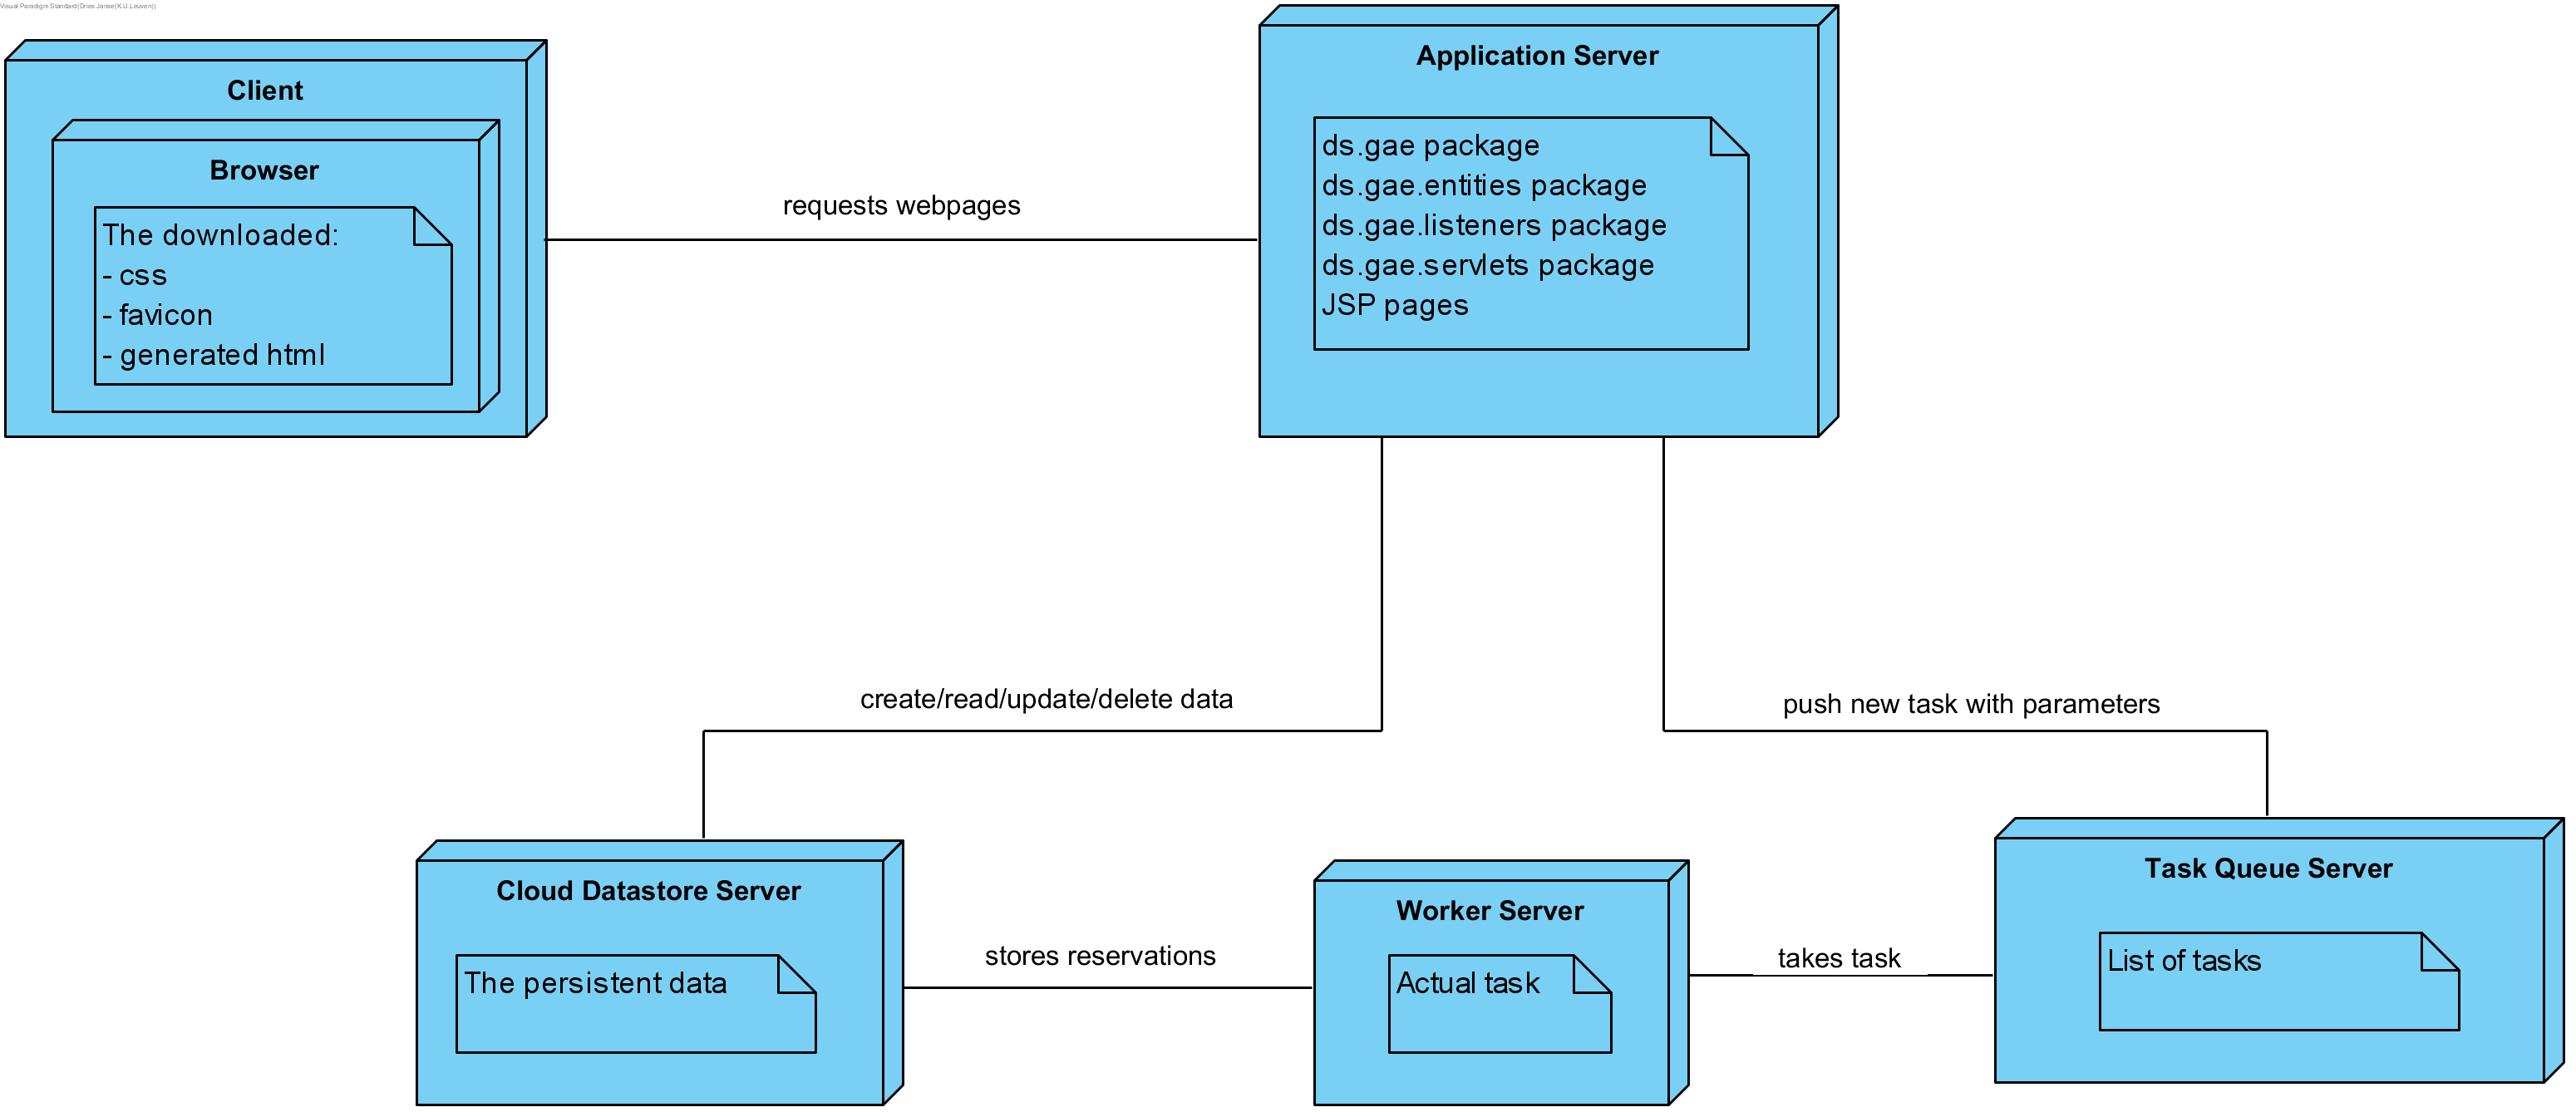 Visual Paradigm Standard(Dries Janse(K.U.Leuven))
Client
Browser
The downloaded:
- css
- favicon
- generated html
requests webpages
Application Server
ds.gae package
ds.gae.entities package
ds.gae.listeners package
ds.gae.servlets package
JSP pages
create/read/update/delete data
push new task with parameters
Cloud Datastore Server
The persistent data
stores reservations
Worker Server
Actual task
takes task
Task Queue Server
List of tasks